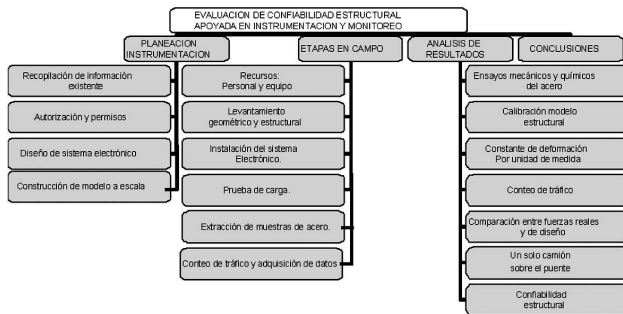 EVALUACION DE CONFIABILIDAD ESTRUCTURAL
APOYADA EN INSTRUMENTACION Y MONITOREO
PLANEACION
INSTRUMENTACION
Recopilación de información
existente
Autorización y permisos
Diseño de sistema electrónico
Construcción de modelo a escala
ETAPAS EN CAMPO
Recursos:
Personal y equipo
Levantamiento
geométrico y estructural
Instalación del sistema
Electrónico.
Prueba de carga.
Extracción de muestras de acero.
Conteo de tráfico y adquisición de datos
ANALISIS DE
RESULTADOS
Ensayos mecánicos y químicos
del acero
Calibración modelo
estructural
Constante de deformación
Por unidad de medida
Conteo de tráfico
Comparación entre fuerzas reales
y de diseño
Un solo camión
sobre el puente
Confiabilidad
estructural
CONCLUSIONES